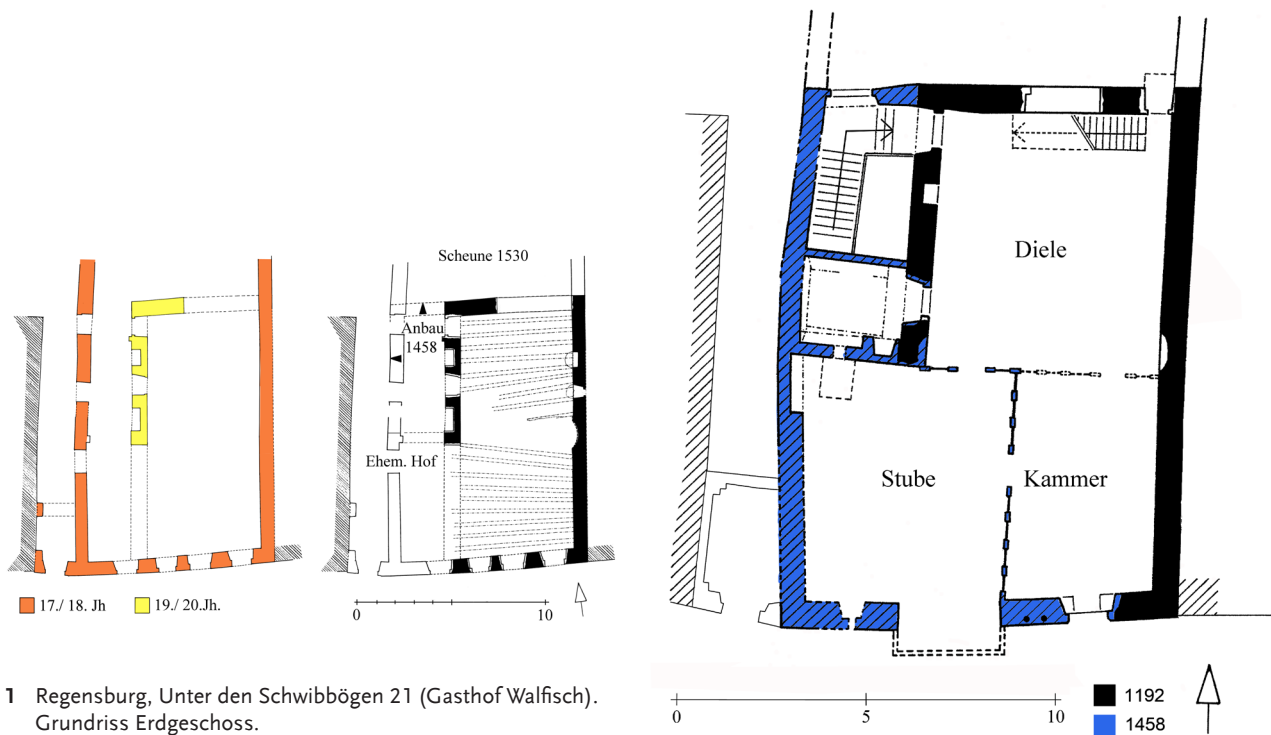 Scheune 1530
Anbau
1458
Ehem. Hof
17./ 18. Jh
19./ 20.Jh.
0
10
1 Regensburg, Unter den Schwibbögen 21 (Gasthof Walfisch).
Grundriss Erdgeschoss.
Diele
Stube
Kammer
0
5
10
1192
1458